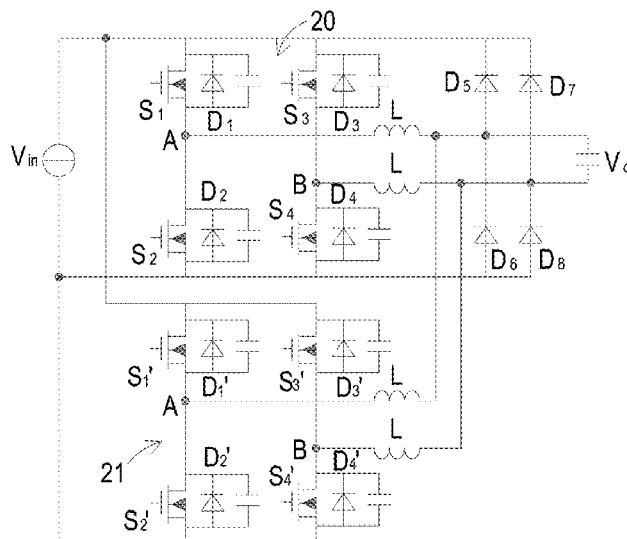 20
S1 D1 S3 D3 L D5 D7
A
Vin B L Vo
S2 D2 S4 D4 D6 D8
S1' D1' S3' D3' L
A
B L
21
S2' D2' S4' D4'